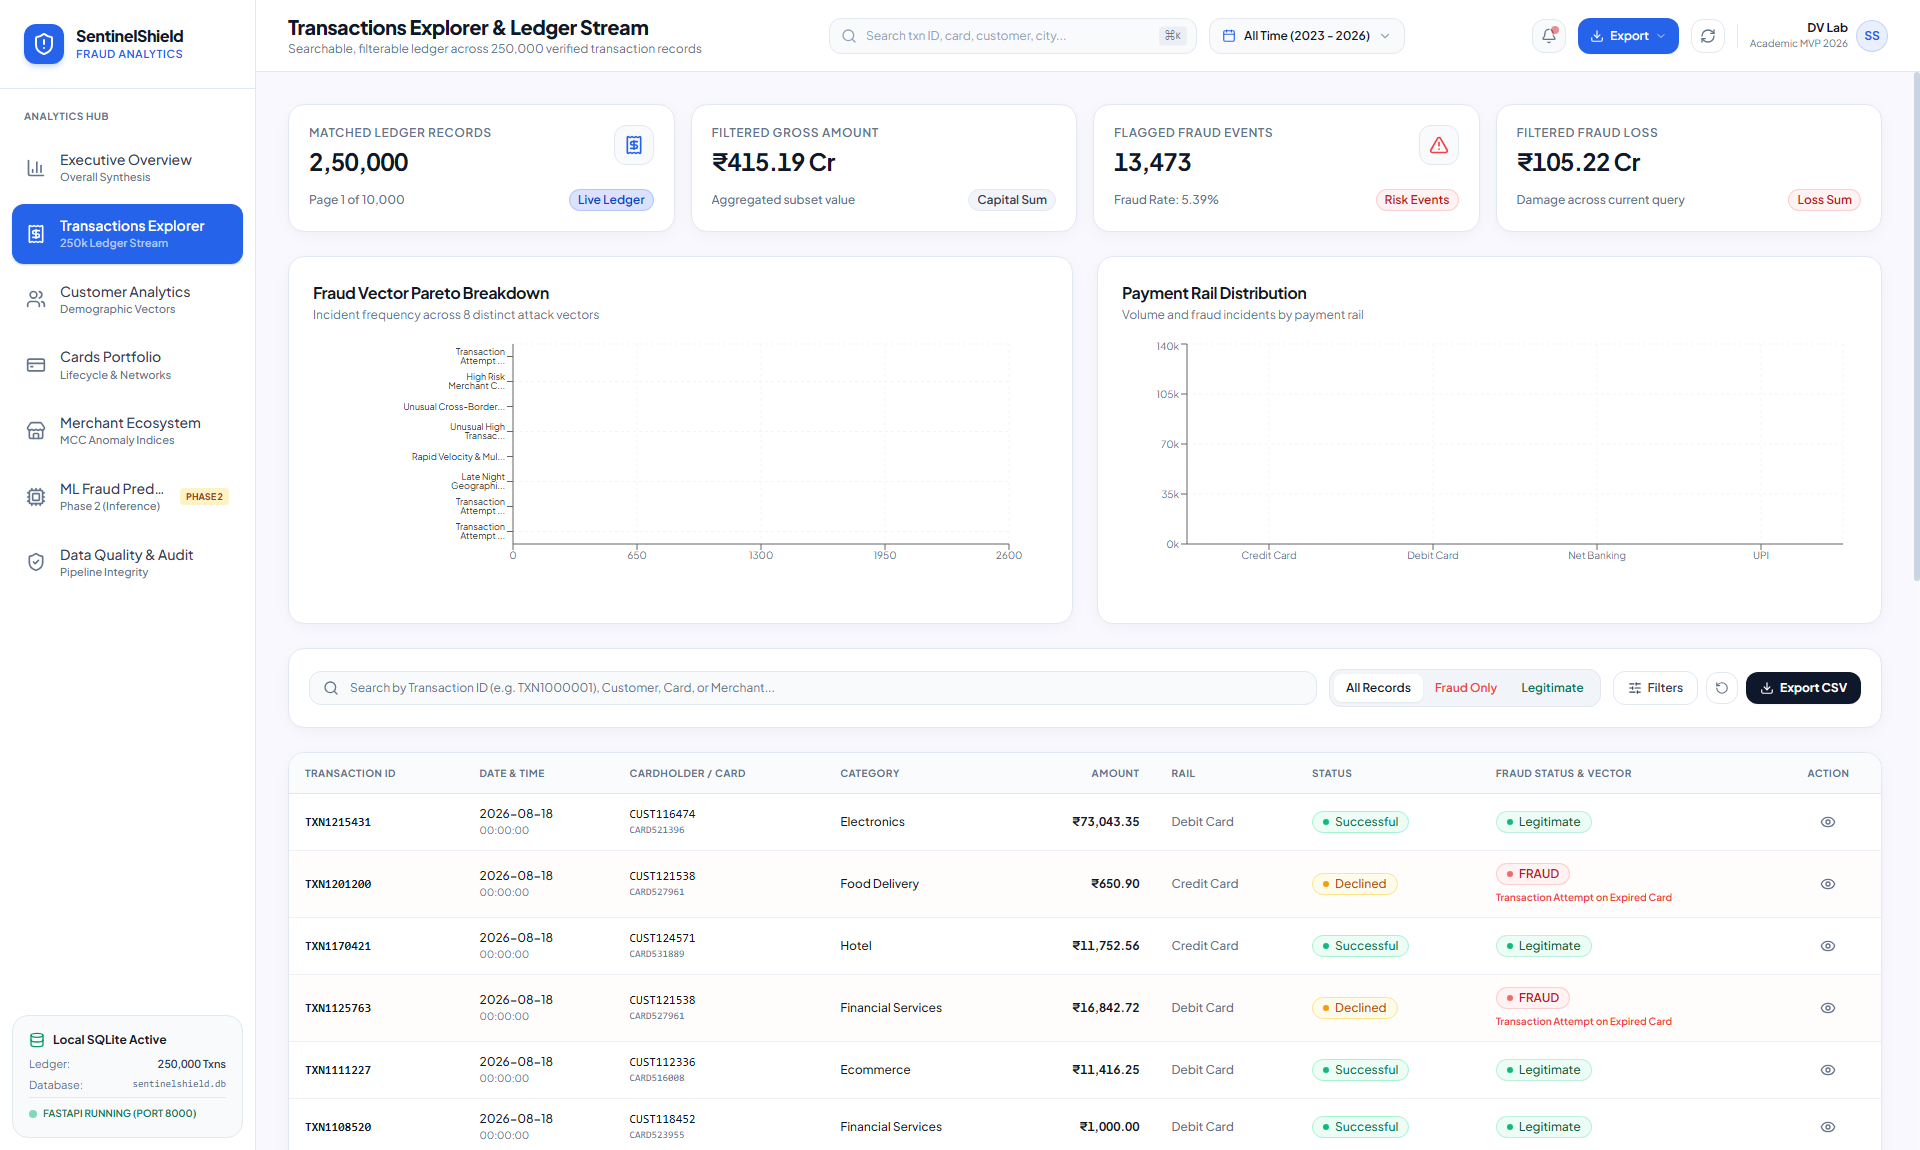 SentinelShield
FRAUD ANALYTICS
ANALYTICS HUB
Executive Overview
Overall Synthesis
Transactions Explorer
250k Ledger Stream
Customer Analytics
Demographic Vectors
Cards Portfolio
Lifecycle & Networks
Merchant Ecosystem
MCC Anomaly Indices
ML Fraud Pred...
PHASE 2
Phase 2 (Inference)
Data Quality & Audit
Pipeline Integrity
Local SQLite Active
Ledger: 250,000 Txns
Database: sentinelshield.db
FASTAPI RUNNING (PORT 8000)
Transactions Explorer & Ledger Stream
Searchable, filterable ledger across 250,000 verified transaction records
Search txn ID, card, customer, city... ⌘K
All Time (2023 - 2026)
Export
DV Lab
Academic MVP 2026
SS
MATCHED LEDGER RECORDS
2,50,000
Page 1 of 10,000
Live Ledger
FILTERED GROSS AMOUNT
₹415.19 Cr
Aggregated subset value
Capital Sum
FLAGGED FRAUD EVENTS
13,473
Fraud Rate: 5.39%
Risk Events
FILTERED FRAUD LOSS
₹105.22 Cr
Damage across current query
Loss Sum
Fraud Vector Pareto Breakdown
Incident frequency across 8 distinct attack vectors
Transaction
Attempt ...
High Risk
Merchant C...
Unusual Cross-Border...
Unusual High
Transac...
Rapid Velocity & Mul...
Late Night
Geographi...
Transaction
Attempt ...
Transaction
Attempt ...
0 650 1300 1950 2600
Payment Rail Distribution
Volume and fraud incidents by payment rail
140k
105k
70k
35k
0k
Credit Card Debit Card Net Banking UPI
Search by Transaction ID (e.g. TXN1000001), Customer, Card, or Merchant...
All Records Fraud Only Legitimate
Filters
Export CSV
TRANSACTION ID DATE & TIME CARDHOLDER / CARD CATEGORY AMOUNT RAIL STATUS FRAUD STATUS & VECTOR ACTION
TXN1215431 2026-08-18 CUST116474 Electronics ₹73,043.35 Debit Card Successful Legitimate
00:00:00 CARD521396
TXN1201200 2026-08-18 CUST121538 Food Delivery ₹650.90 Credit Card Declined FRAUD
00:00:00 CARD527961 Transaction Attempt on Expired Card
TXN1170421 2026-08-18 CUST124571 Hotel ₹11,752.56 Credit Card Successful Legitimate
00:00:00 CARD531889
TXN1125763 2026-08-18 CUST121538 Financial Services ₹16,842.72 Debit Card Declined FRAUD
00:00:00 CARD527961 Transaction Attempt on Expired Card
TXN1111227 2026-08-18 CUST112336 Ecommerce ₹11,416.25 Debit Card Successful Legitimate
00:00:00 CARD516008
TXN1108520 2026-08-18 CUST118452 Financial Services ₹1,000.00 Debit Card Successful Legitimate
00:00:00 CARD523955